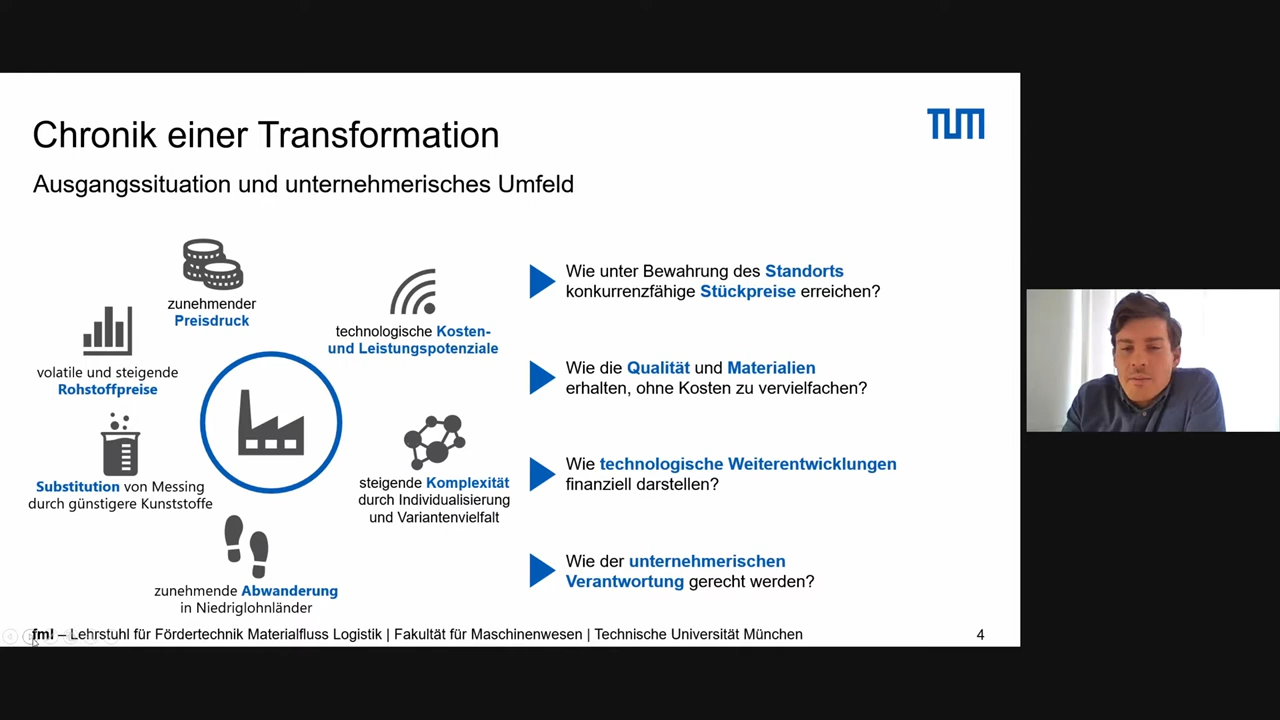 TUM
Chronik einer Transformation
Ausgangssituation und unternehmerisches Umfeld
zunehmender
Preisdruck
technologische Kosten-
und Leistungspotenziale
volatile und steigende
Rohstoffpreise
Substitution von Messing
durch günstigere Kunststoffe
steigende Komplexität
durch Individualisierung
und Variantenvielfalt
zunehmende Abwanderung
in Niedriglohnländer
Wie unter Bewahrung des Standorts
konkurrenzfähige Stückpreise erreichen?
Wie die Qualität und Materialien
erhalten, ohne Kosten zu vervielfachen?
Wie technologische Weiterentwicklungen
finanziell darstellen?
Wie der unternehmerischen
Verantwortung gerecht werden?
fml – Lehrstuhl für Fördertechnik Materialfluss Logistik | Fakultät für Maschinenwesen | Technische Universität München
4